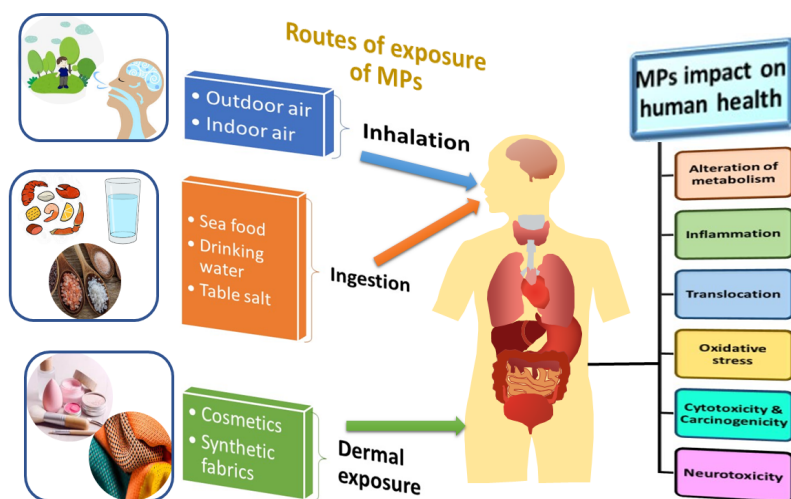 Routes of exposure
of MPs
• Outdoor air
• Indoor air
Inhalation
• Sea food
• Drinking
water
• Table salt
Ingestion
• Cosmetics
• Synthetic
fabrics
Dermal
exposure
MPs impact on
human health
Alteration of
metabolism
Inflammation
Translocation
Oxidative
stress
Cytotoxicity &
Carcinogenicity
Neurotoxicity